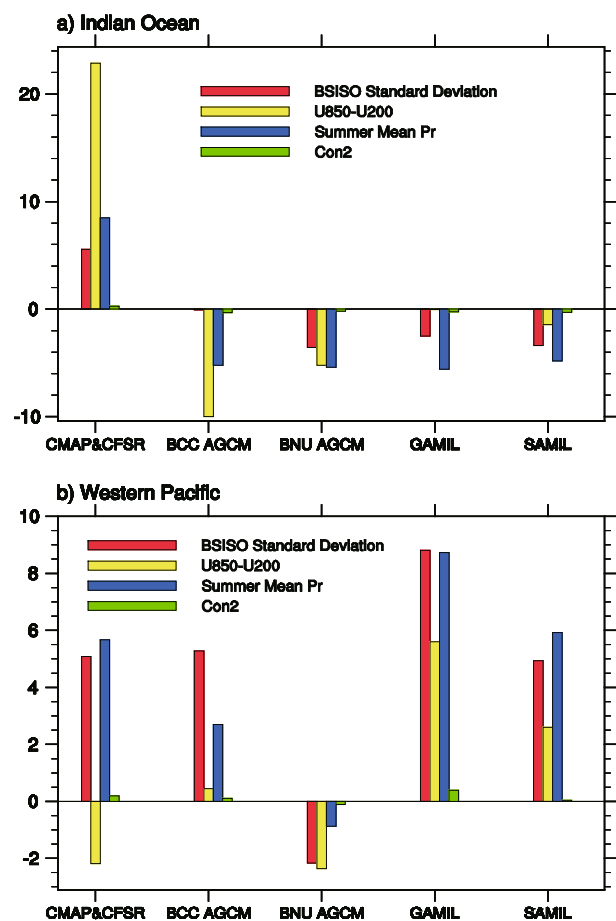 a) Indian Ocean
20
10
0
-10
BSISO Standard Deviation
U850-U200
Summer Mean Pr
Con2
CMAP&CFSR BCC AGCM BNU AGCM GAMIL SAMIL
b) Western Pacific
10
8
6
4
2
0
-2
BSISO Standard Deviation
U850-U200
Summer Mean Pr
Con2
CMAP&CFSR BCC AGCM BNU AGCM GAMIL SAMIL